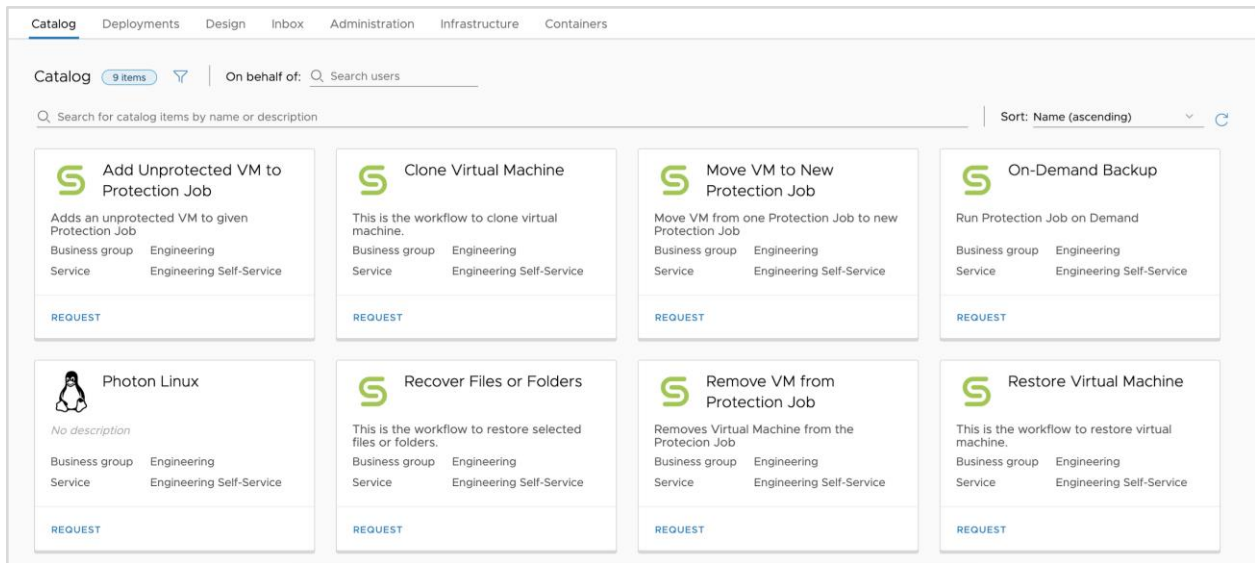 Catalog Deployments Design Inbox Administration Infrastructure Containers
Catalog 9 items On behalf of: Search users
Search for catalog items by name or description Sort: Name (ascending)
Add Unprotected VM to
Protection Job
Adds an unprotected VM to given
Protection Job
Business group Engineering
Service Engineering Self-Service
REQUEST
Clone Virtual Machine
This is the workflow to clone virtual
machine.
Business group Engineering
Service Engineering Self-Service
REQUEST
Move VM to New
Protection Job
Move VM from one Protection Job to new
Protection Job
Business group Engineering
Service Engineering Self-Service
REQUEST
On-Demand Backup
Run Protection Job on Demand
Business group Engineering
Service Engineering Self-Service
REQUEST
Photon Linux
No description
Business group Engineering
Service Engineering Self-Service
REQUEST
Recover Files or Folders
This is the workflow to restore selected
files or folders.
Business group Engineering
Service Engineering Self-Service
REQUEST
Remove VM from
Protection Job
Removes Virtual Machine from the
Protecion Job
Business group Engineering
Service Engineering Self-Service
REQUEST
Restore Virtual Machine
This is the workflow to restore virtual
machine.
Business group Engineering
Service Engineering Self-Service
REQUEST